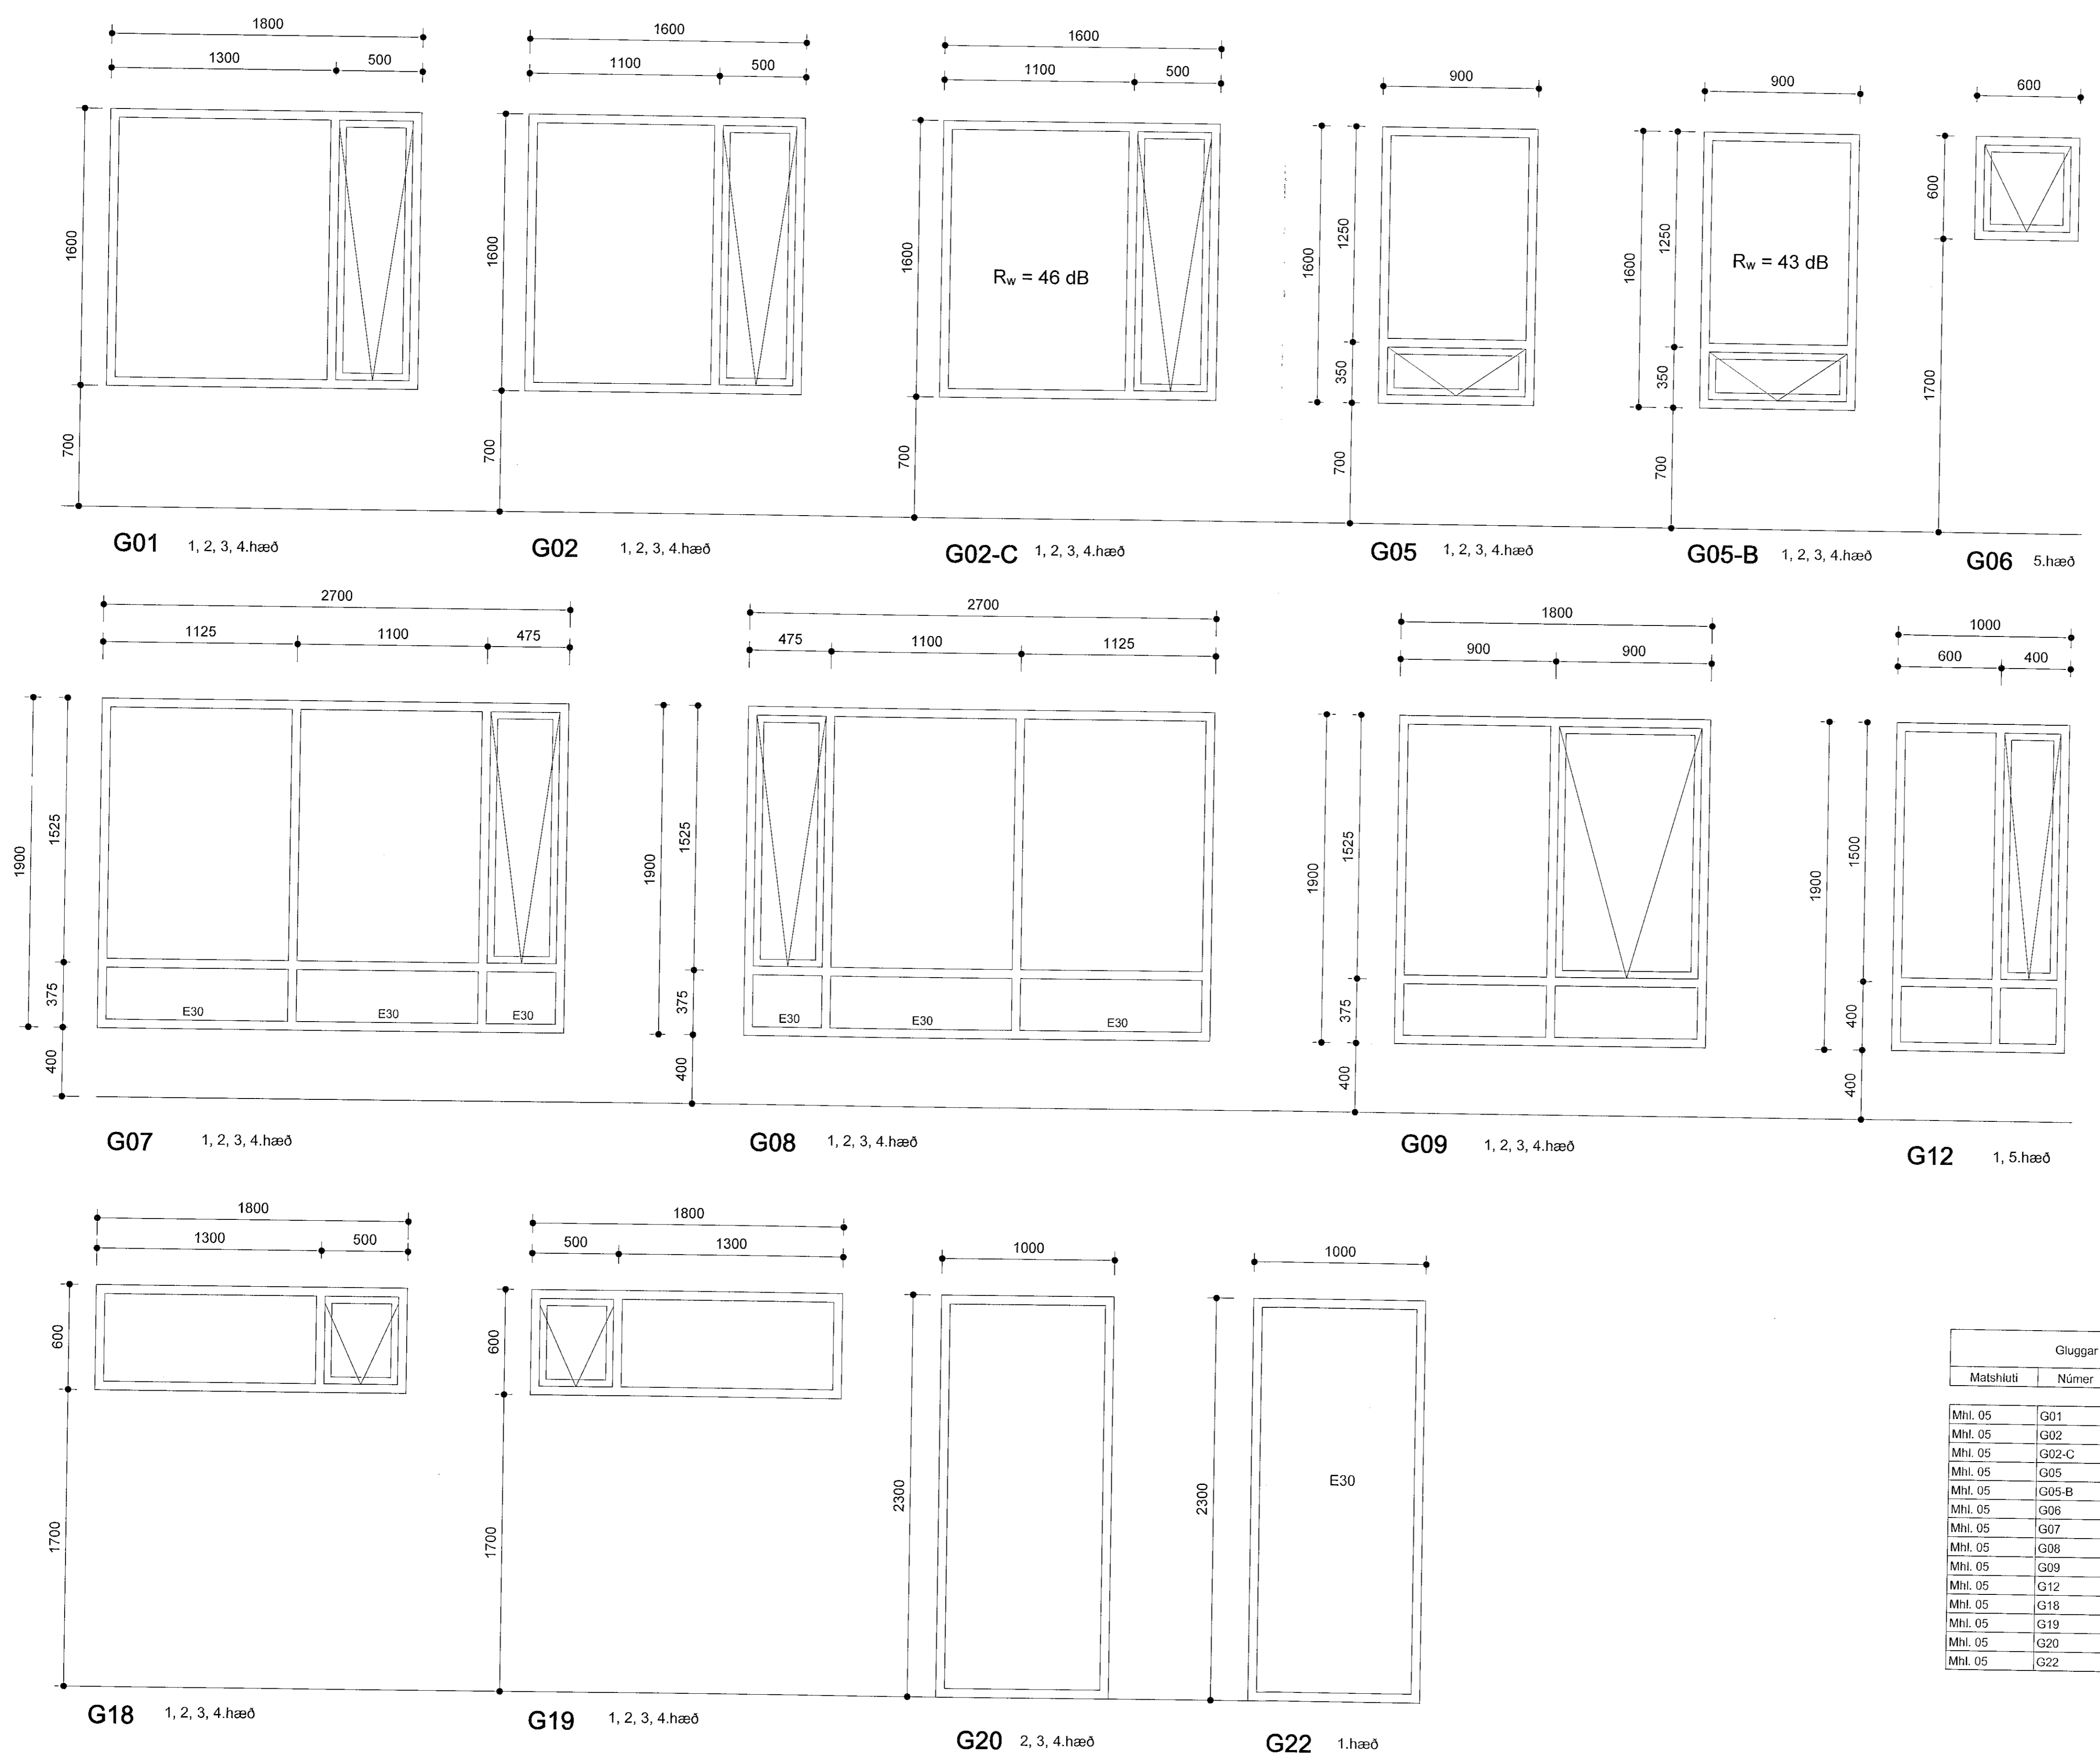 1800
1300 500
1600
700
G01 1, 2, 3, 4.hæð
1600
1100 500
1600
700
G02 1, 2, 3, 4.hæð
1600
1100 500
1600
700
Rw = 46 dB
G02-C 1, 2, 3, 4.hæð
900
1600
1250
350
700
G05 1, 2, 3, 4.hæð
900
1600
1250
350
700
Rw = 43 dB
G05-B 1, 2, 3, 4.hæð
600
600
1700
G06 5.hæð
2700
1125 1100 475
1900
1525
375
400
E30 E30 E30
G07 1, 2, 3, 4.hæð
2700
475 1100 1125
1900
1525
375
400
E30 E30 E30
G08 1, 2, 3, 4.hæð
1800
900 900
1900
1525
375
400
G09 1, 2, 3, 4.hæð
1000
600 400
1900
1500
400
400
G12 1, 5.hæð
1800
1300 500
600
1700
G18 1, 2, 3, 4.hæð
1800
500 1300
600
1700
G19 1, 2, 3, 4.hæð
1000
2300
G20 2, 3, 4.hæð
1000
2300
E30
G22 1.hæð
Gluggar
Matshluti Númer
Mhl. 05 G01
Mhl. 05 G02
Mhl. 05 G02-C
Mhl. 05 G05
Mhl. 05 G05-B
Mhl. 05 G06
Mhl. 05 G07
Mhl. 05 G08
Mhl. 05 G09
Mhl. 05 G12
Mhl. 05 G18
Mhl. 05 G19
Mhl. 05 G20
Mhl. 05 G22